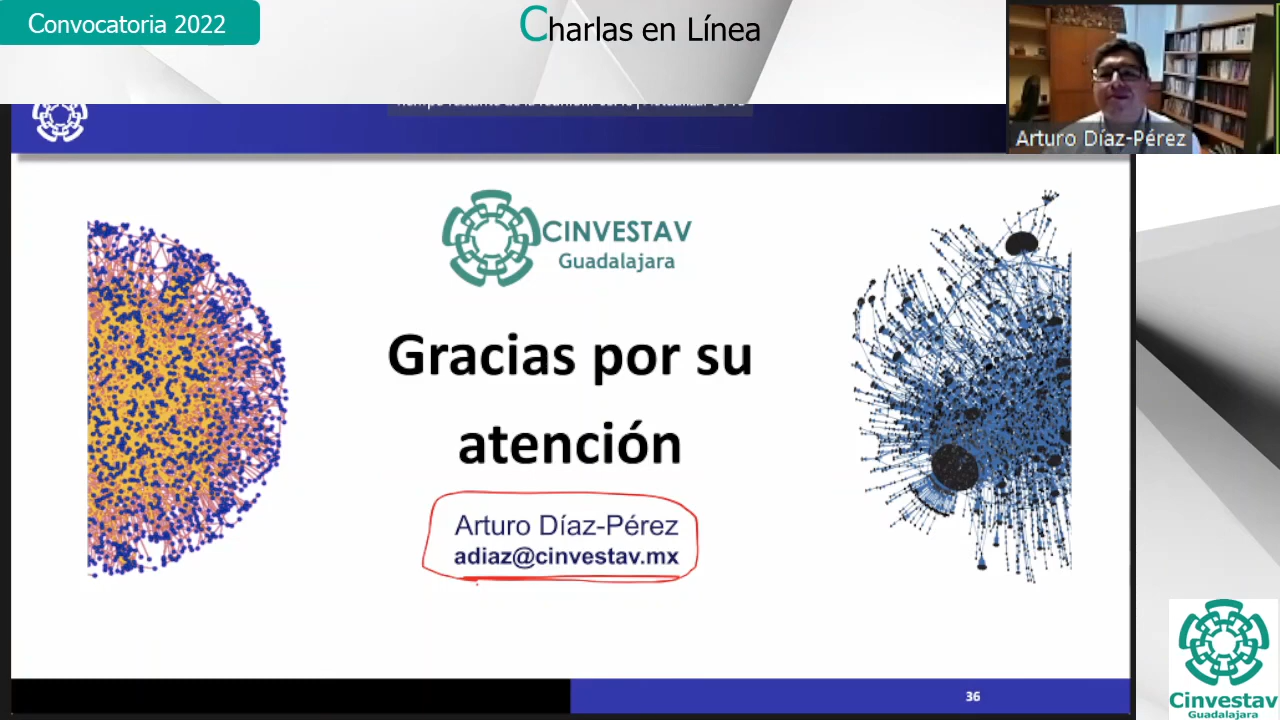 Convocatoria 2022
Charlas en Línea
Arturo Díaz-Pérez
CINVESTAV
Guadalajara
Gracias por su
atención
Arturo Díaz-Pérez
adiaz@cinvestav.mx
36
Cinvestav
Guadalajara